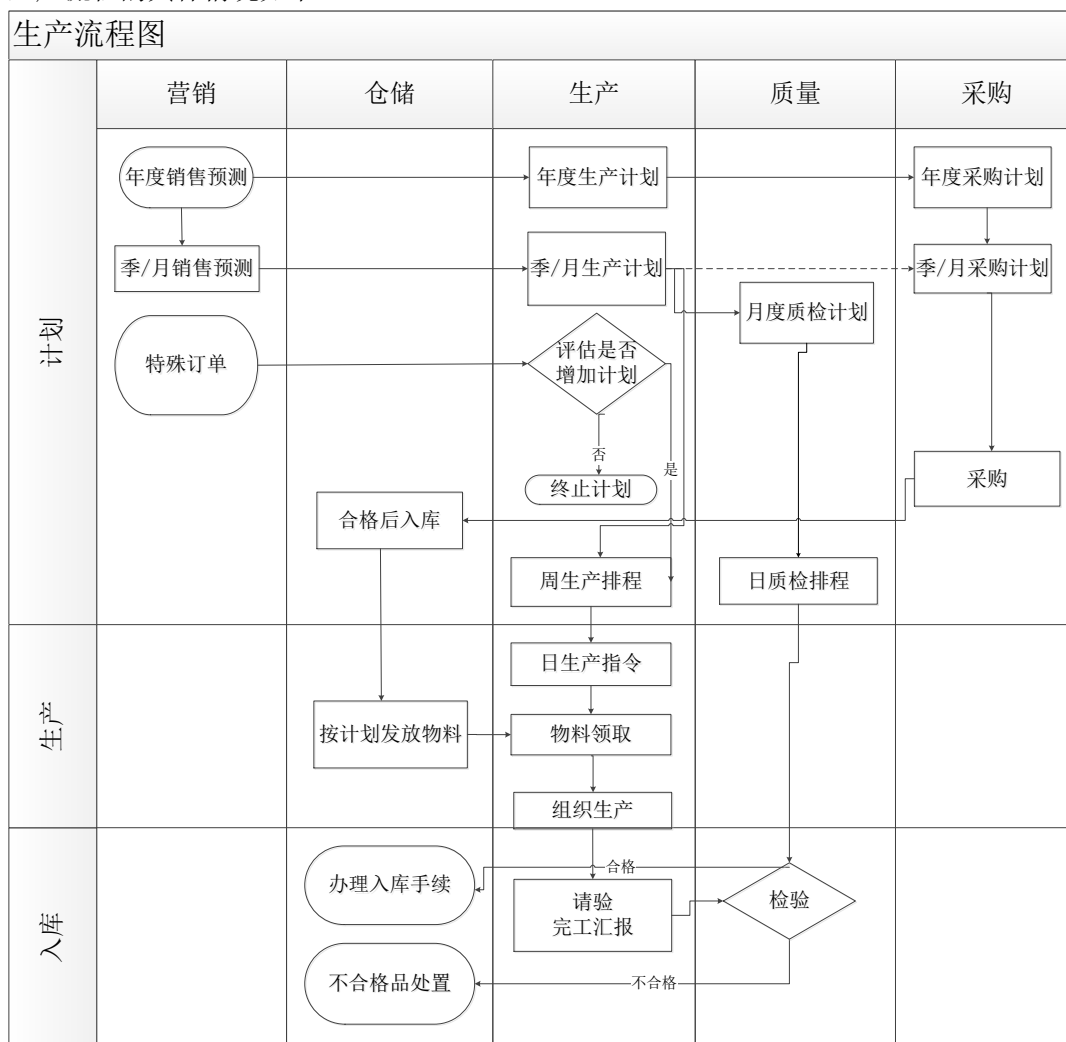 生产流程图
营销
仓储
生产
质量
采购
计划
年度销售预测
年度生产计划
年度采购计划
季/月销售预测
季/月生产计划
季/月采购计划
月度质检计划
特殊订单
评估是否
增加计划
否
是
终止计划
采购
合格后入库
周生产排程
日质检排程
生产
日生产指令
按计划发放物料
物料领取
组织生产
入库
办理入库手续
合格
请验
完工汇报
检验
不合格品处置
不合格